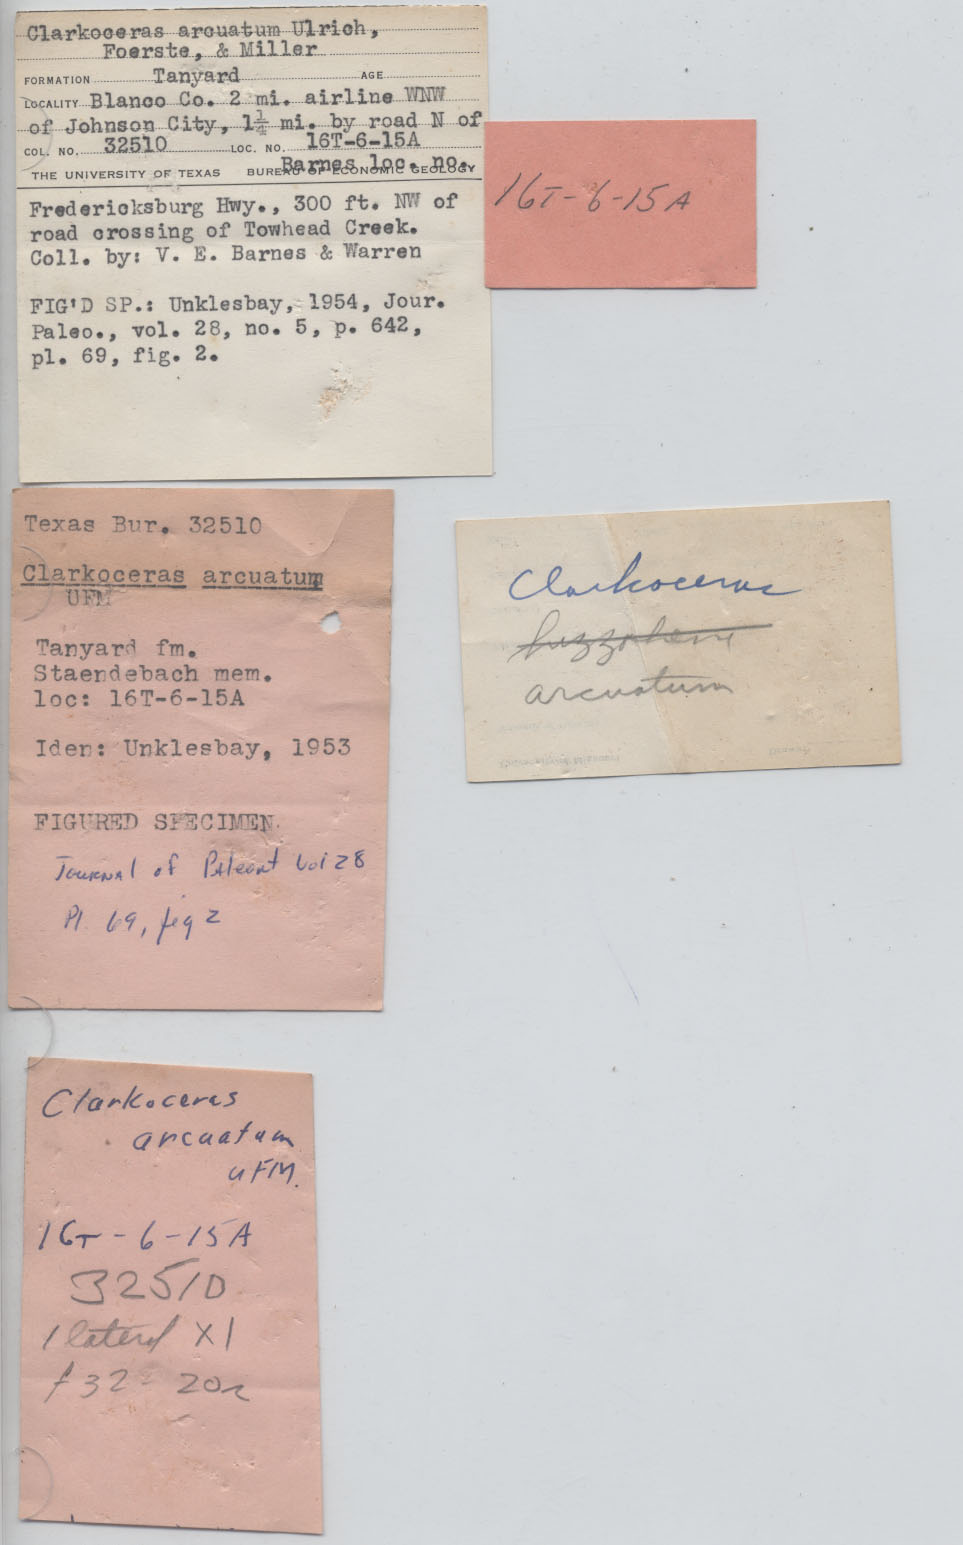 Clarkoceras arcuatum Ulrich,
Foerste, & Miller
FORMATION Tanyard AGE
LOCALITY Blanco Co. 2 mi. airline WNW
of Johnson City, 1¼ mi. by road N of
COL. NO. 32510 LOC. NO. 16T-6-15A
Barnes loc. no.
THE UNIVERSITY OF TEXAS BUREAU OF ECONOMIC GEOLOGY
Fredericksburg Hwy., 300 ft. NW of
road crossing of Towhead Creek.
Coll. by: V. E. Barnes & Warren
FIG'D SP.: Unklesbay, 1954, Jour.
Paleo., vol. 28, no. 5, p. 642,
pl. 69, fig. 2.
16T-6-15A
Texas Bur. 32510
Clarkoceras arcuatum
UFM
Tanyard fm.
Staendebach mem.
loc: 16T-6-15A
Iden: Unklesbay, 1953
FIGURED SPECIMEN
Journal of Paleont Vol 28
Pl. 69, fig 2
Clarkoceras
arcuatum
Clarkoceras
arcuatum
UFM.
16T-6-15A
32510
1 lateral X1
f32